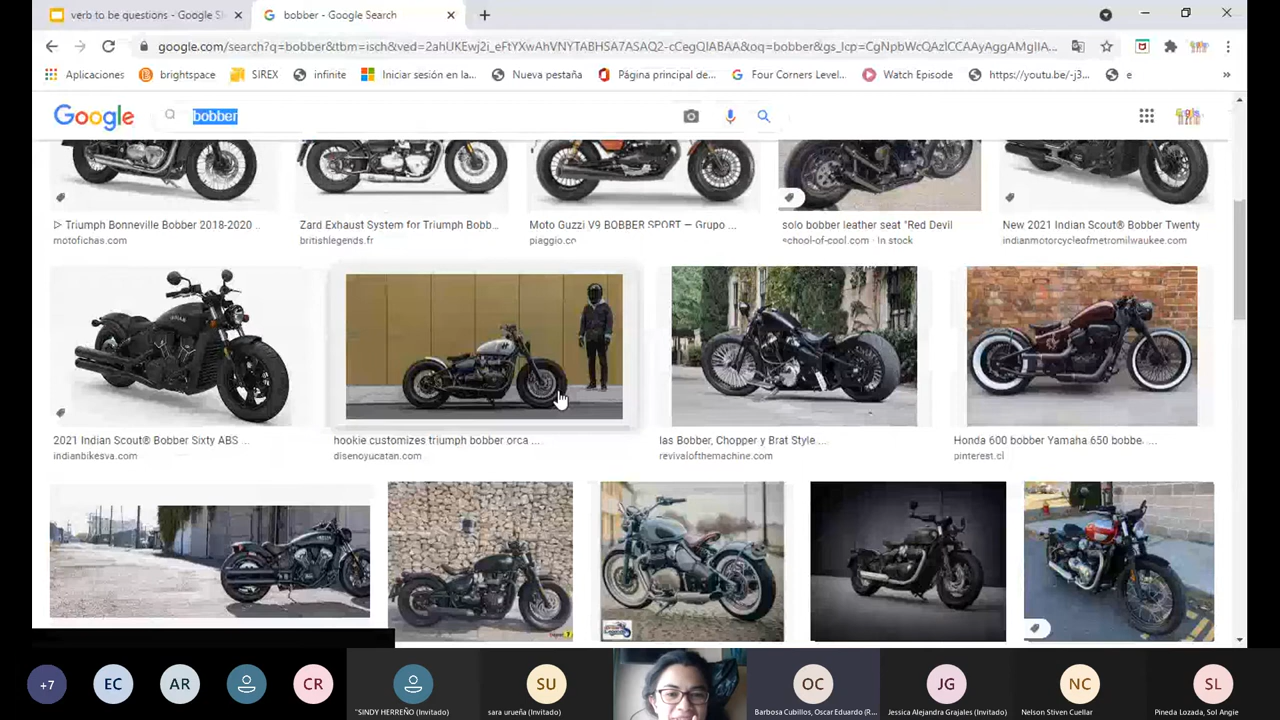 verb to be questions - Google Sl
bobber - Google Search
google.com/search?q=bobber&tbm=isch&ved=2ahUKEwj2i_eFtYXwAhVNYTABHSA7ASAQ2-cCegQIABAA&oq=bobber&gs_lcp=CgNpbWcQAzICCAAyAggAMgIIA...
Aplicaciones
brightspace
SIREX
infinite
Iniciar sesión en la...
Nueva pestaña
Página principal de...
Four Corners Level...
Watch Episode
https://youtu.be/-j3...
e
»
Google
bobber
▷ Triumph Bonneville Bobber 2018-2020 ...
motofichas.com
Zard Exhaust System for Triumph Bobb...
britishlegends.fr
Moto Guzzi V9 BOBBER SPORT — Grupo ...
piaggio.co
solo bobber leather seat "Red Devil
school-of-cool.com · In stock
New 2021 Indian Scout® Bobber Twenty
indianmotorcycleofmetromilwaukee.com
2021 Indian Scout® Bobber Sixty ABS ...
indianbikesva.com
hookie customizes triumph bobber orca ...
disenoyucatan.com
las Bobber, Chopper y Brat Style ...
revivalofthemachine.com
Honda 600 bobber Yamaha 650 bobbe. ...
pinterest.cl
+7
EC
AR
CR
"SINDY HERREÑO (Invitado)
SU
sara urueña (Invitado)
OC
Barbosa Cubillos, Oscar Eduardo (R...
JG
Jessica Alejandra Grajales (Invitado)
NC
Nelson Stiven Cuellar
SL
Pineda Lozada, Sol Angie